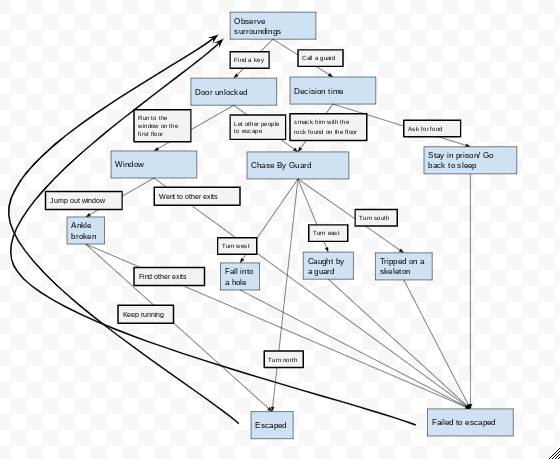 Observe
surroundings
Find a key
Call a guard
Door unlocked
Decision time
Run to the
window on the
first floor
Let other people
to escape
smack him with the
rock found on the floor
Ask for food
Window
Chase By Guard
Stay in prison/ Go
back to sleep
Jump out window
Went to other exits
Ankle
broken
Turn west
Turn east
Turn south
Find other exits
Fall into
a hole
Caught by
a guard
Tripped on a
skeleton
Keep running
Turn north
Escaped
Failed to escaped